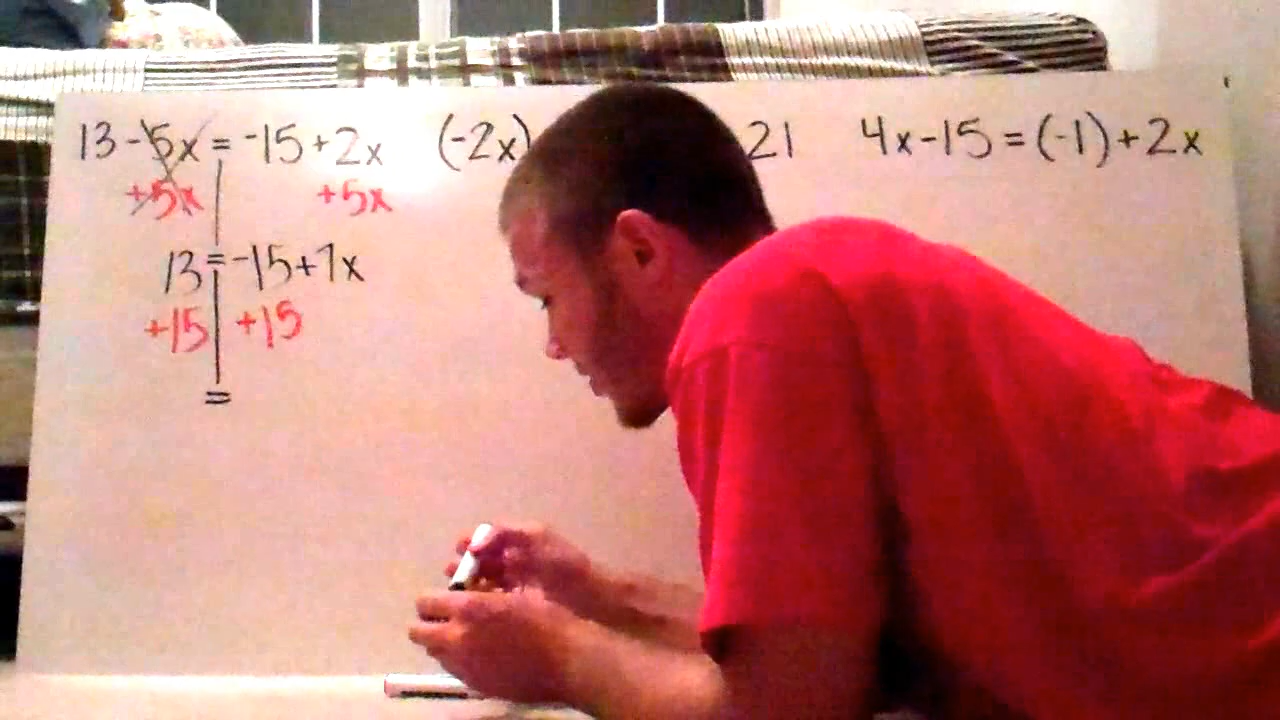 13-5x = -15+2x (-2x) 21 4x-15=(-1)+2x
+5x +5x
13=-15+7x
+15 +15
=